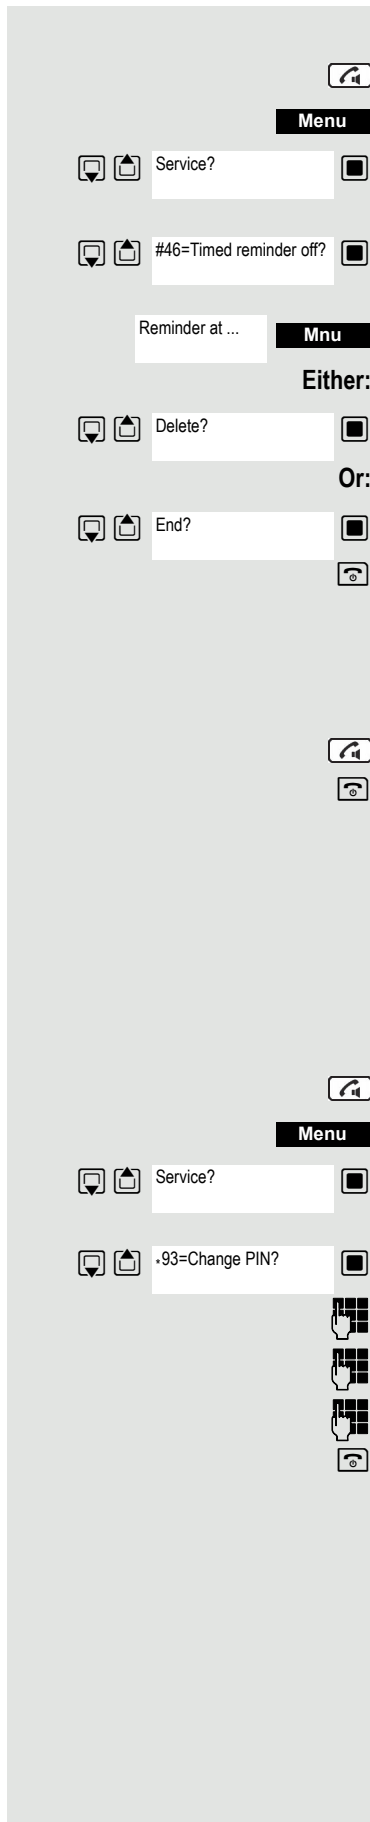 Menu
Service?
#46=Timed reminder off?
Reminder at ...
Mnu
Either:
Delete?
Or:
End?
Menu
Service?
*93=Change PIN?